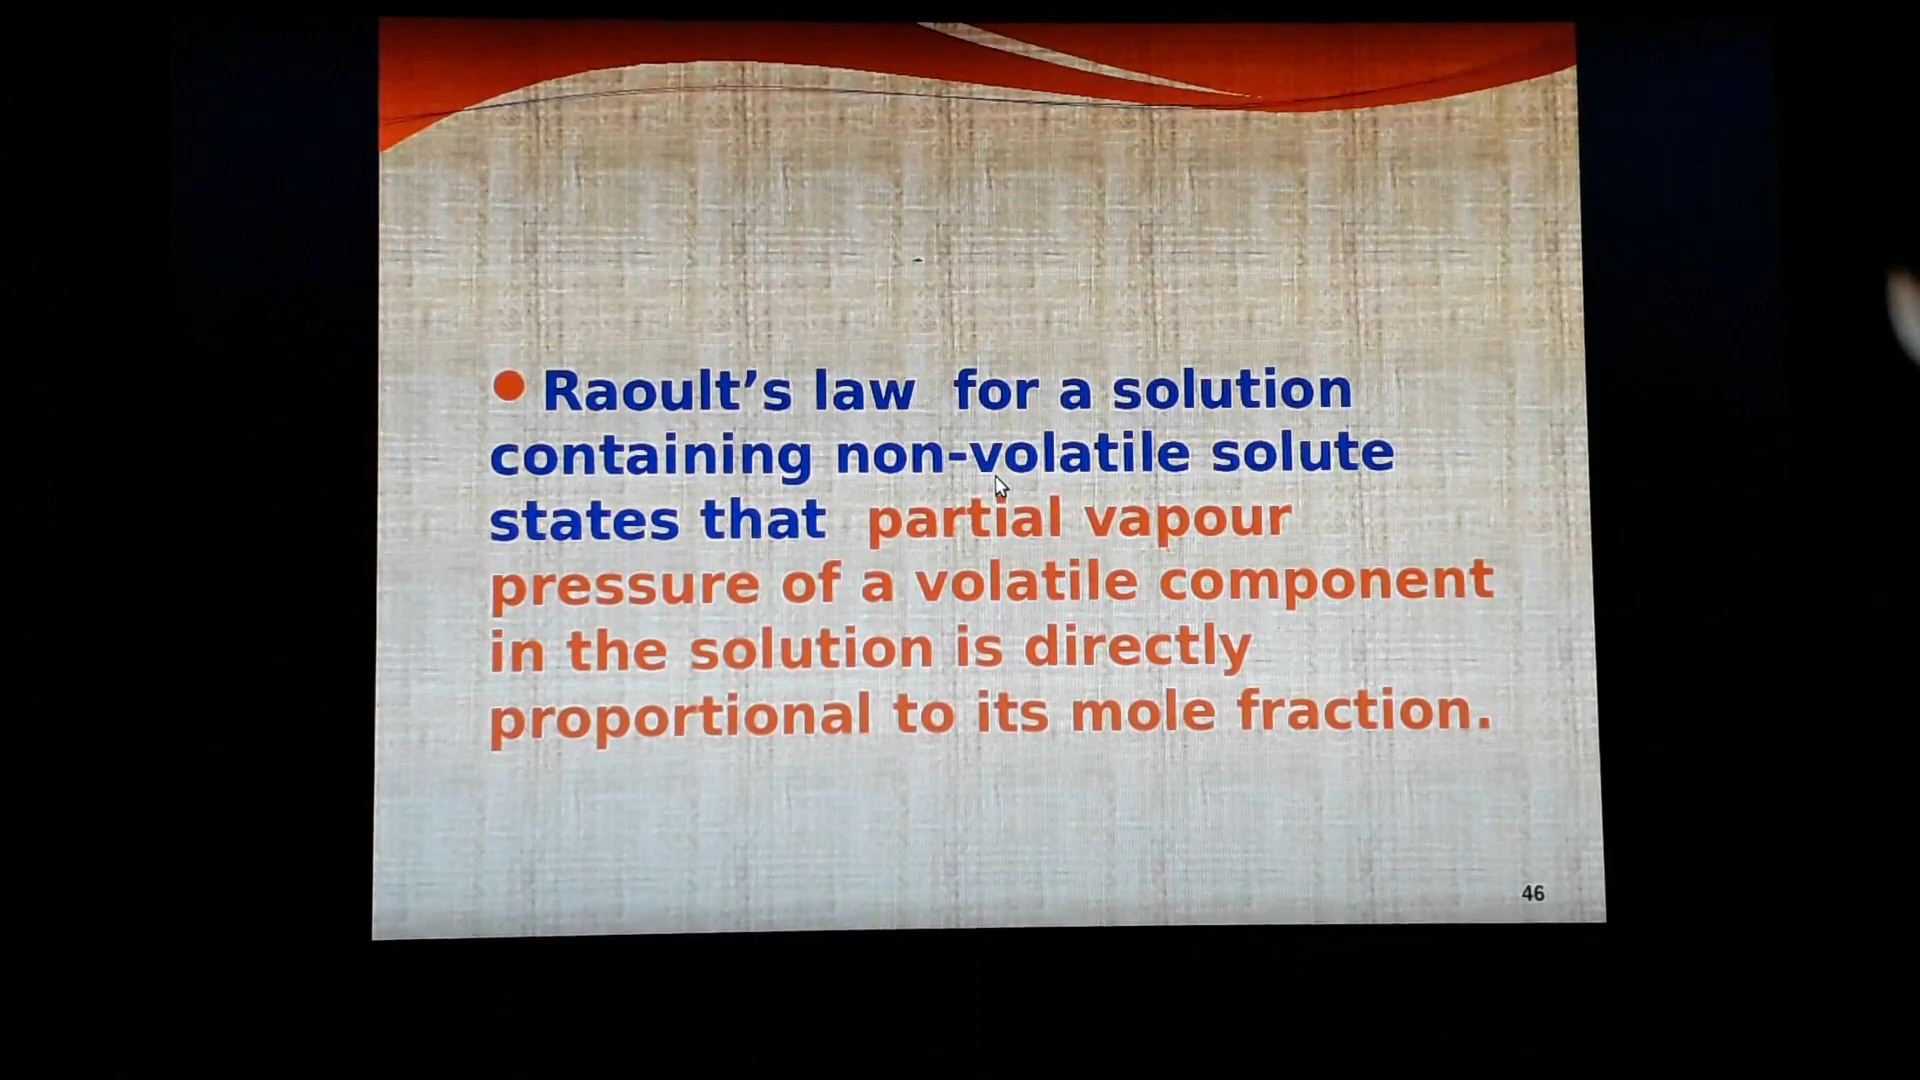 Raoult’s law for a solution
containing non-volatile solute
states that partial vapour
pressure of a volatile component
in the solution is directly
proportional to its mole fraction.
46